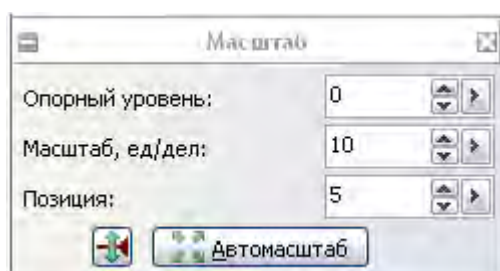 Масштаб
Опорный уровень: 0
Масштаб, ед/дел: 10
Позиция: 5
Автомасштаб